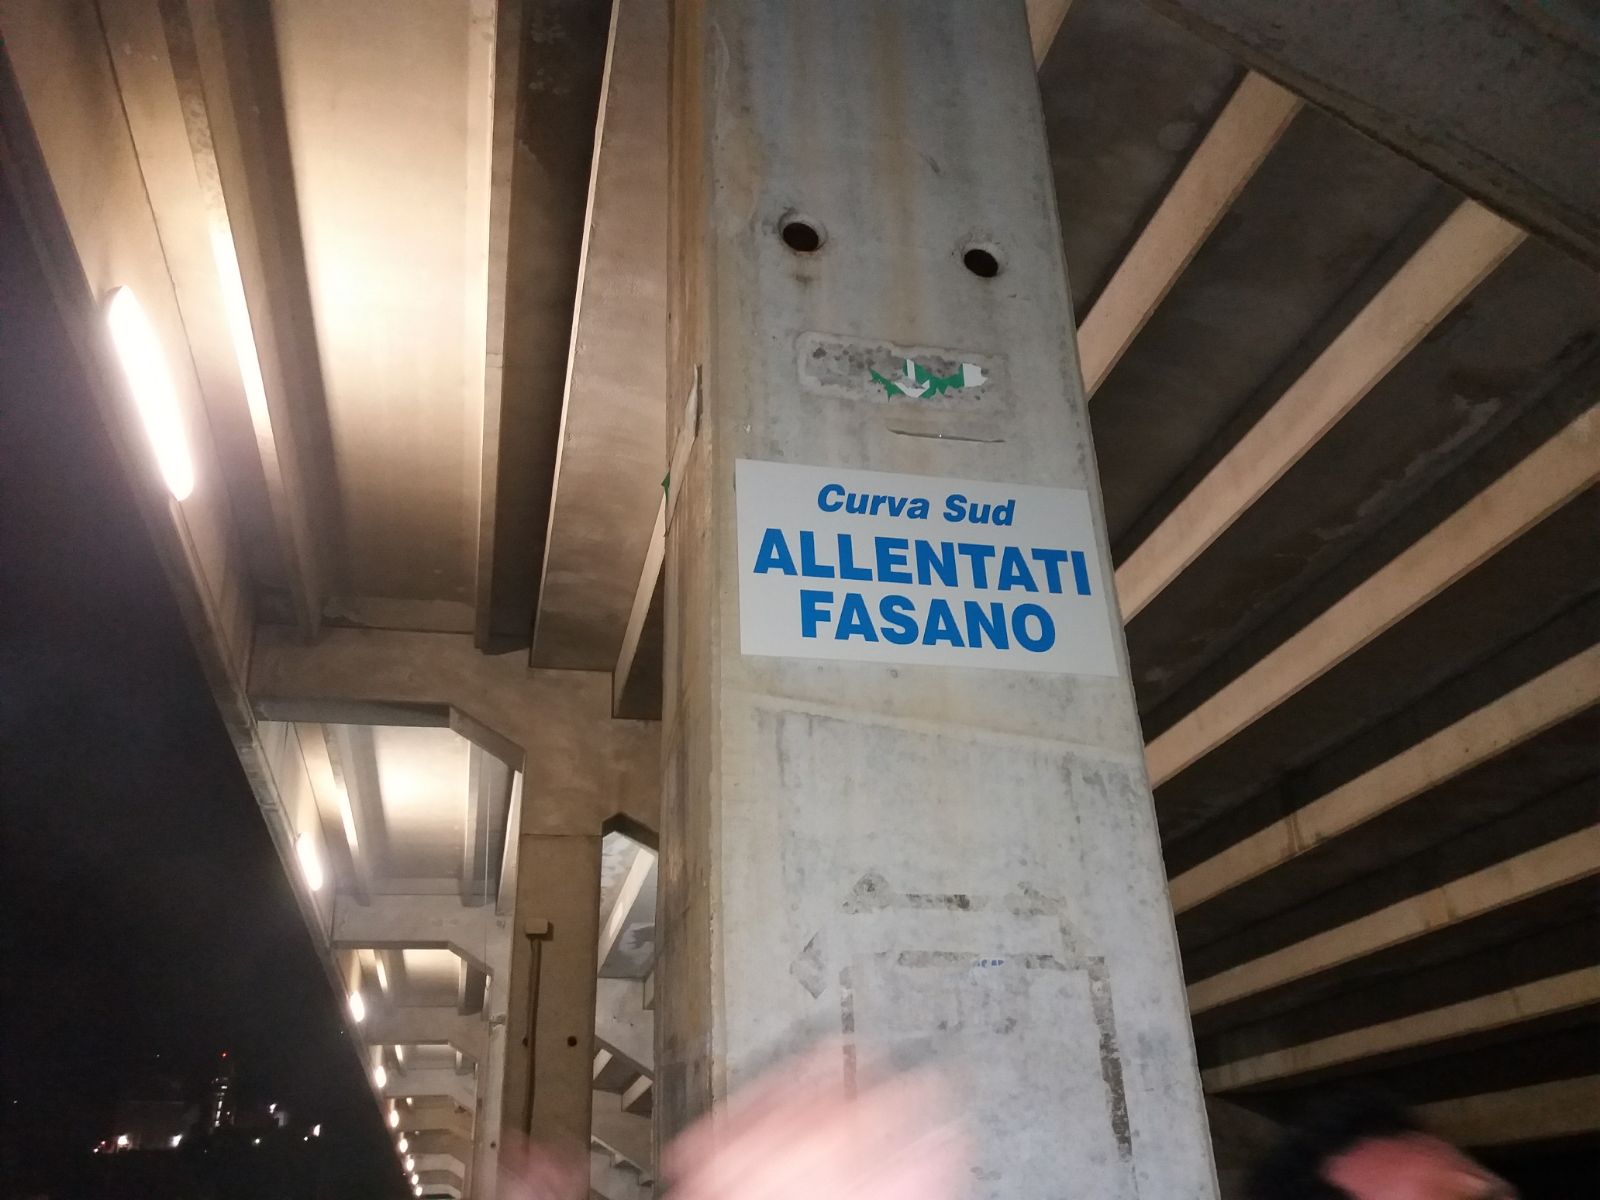 Curva Sud
ALLENTATI
FASANO